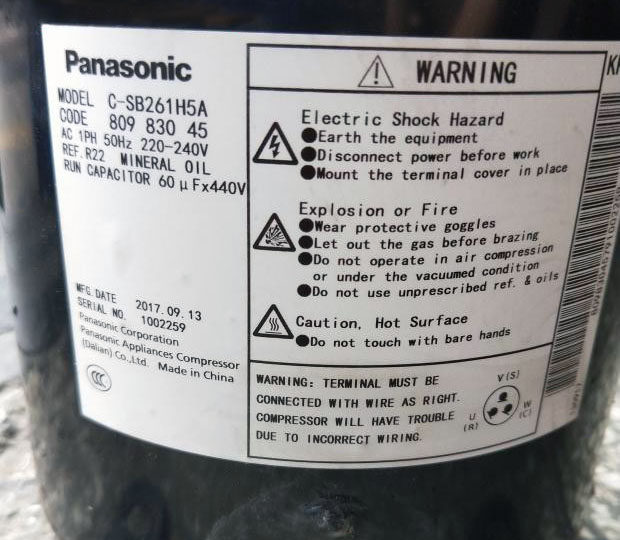 Panasonic
MODEL C-SB261H5A
CODE 809 830 45
AC 1PH 50Hz 220-240V
REF.R22 MINERAL OIL
RUN CAPACITOR 60 μFx440V
MFG DATE 2017.09.13
SERIAL NO. 1002259
Panasonic Corporation
Panasonic Appliances Compressor
(Dalian) Co.,Ltd. Made in China
CCC
WARNING
Electric Shock Hazard
●Earth the equipment
●Disconnect power before work
●Mount the terminal cover in place
Explosion or Fire
●Wear protective goggles
●Let out the gas before brazing
●Do not operate in air compression
or under the vacuumed condition
●Do not use unprescribed ref. & oils
Caution, Hot Surface
●Do not touch with bare hands
WARNING: TERMINAL MUST BE
CONNECTED WITH WIRE AS RIGHT.
COMPRESSOR WILL HAVE TROUBLE
DUE TO INCORRECT WIRING.
V(S)
U
(R)
W
(C)